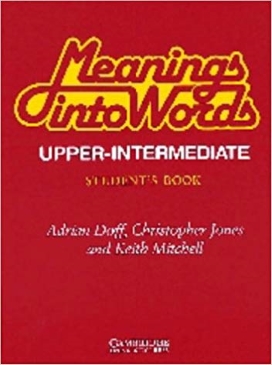 Meanings
into Words
UPPER-INTERMEDIATE
STUDENT'S BOOK
Adrian Doff, Christopher Jones
and Keith Mitchell
CAMBRIDGE